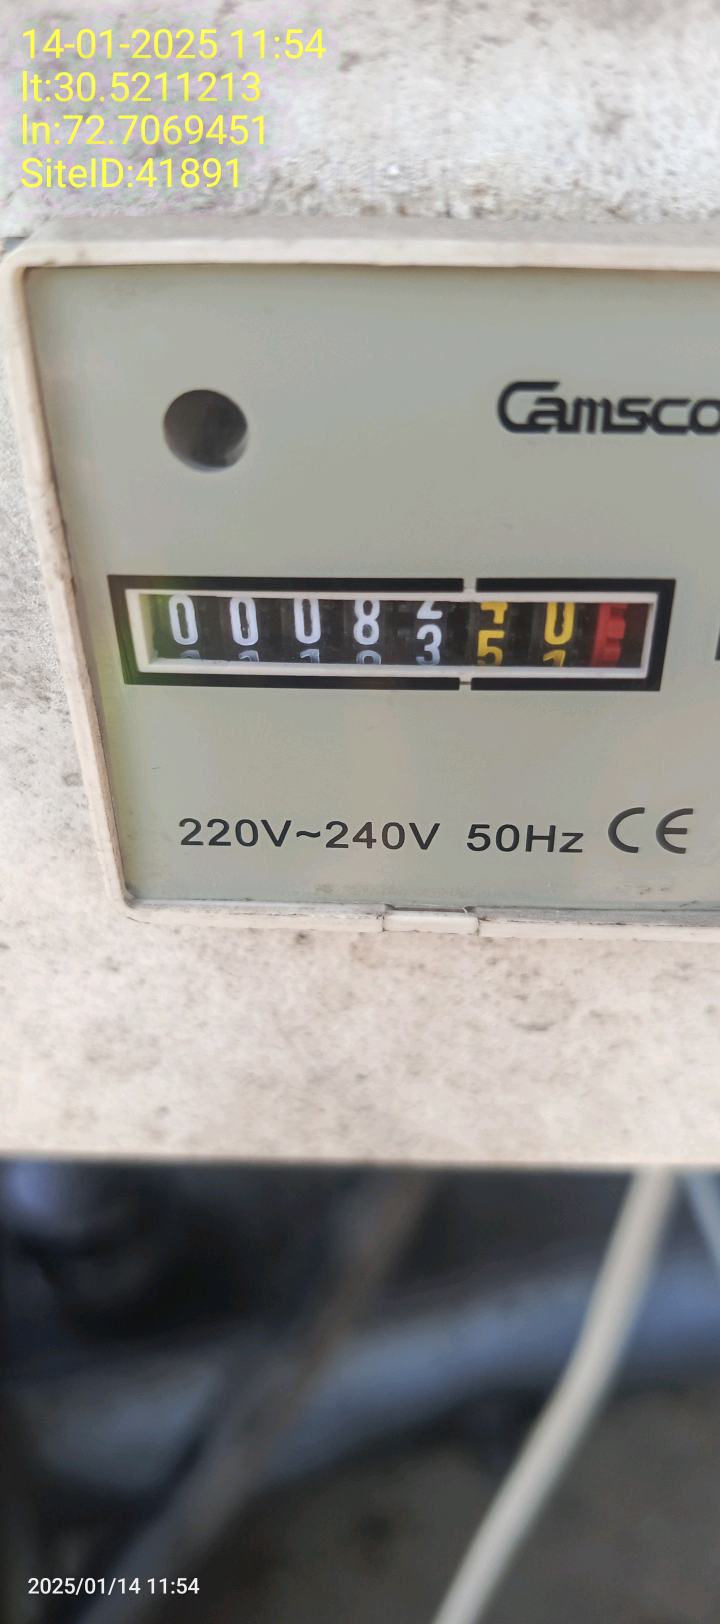 14-01-2025 11:54
lt:30.5211213
ln:72.7069451
SiteID:41891
Camsco
0008
220V~240V 50Hz CE
2025/01/14 11:54